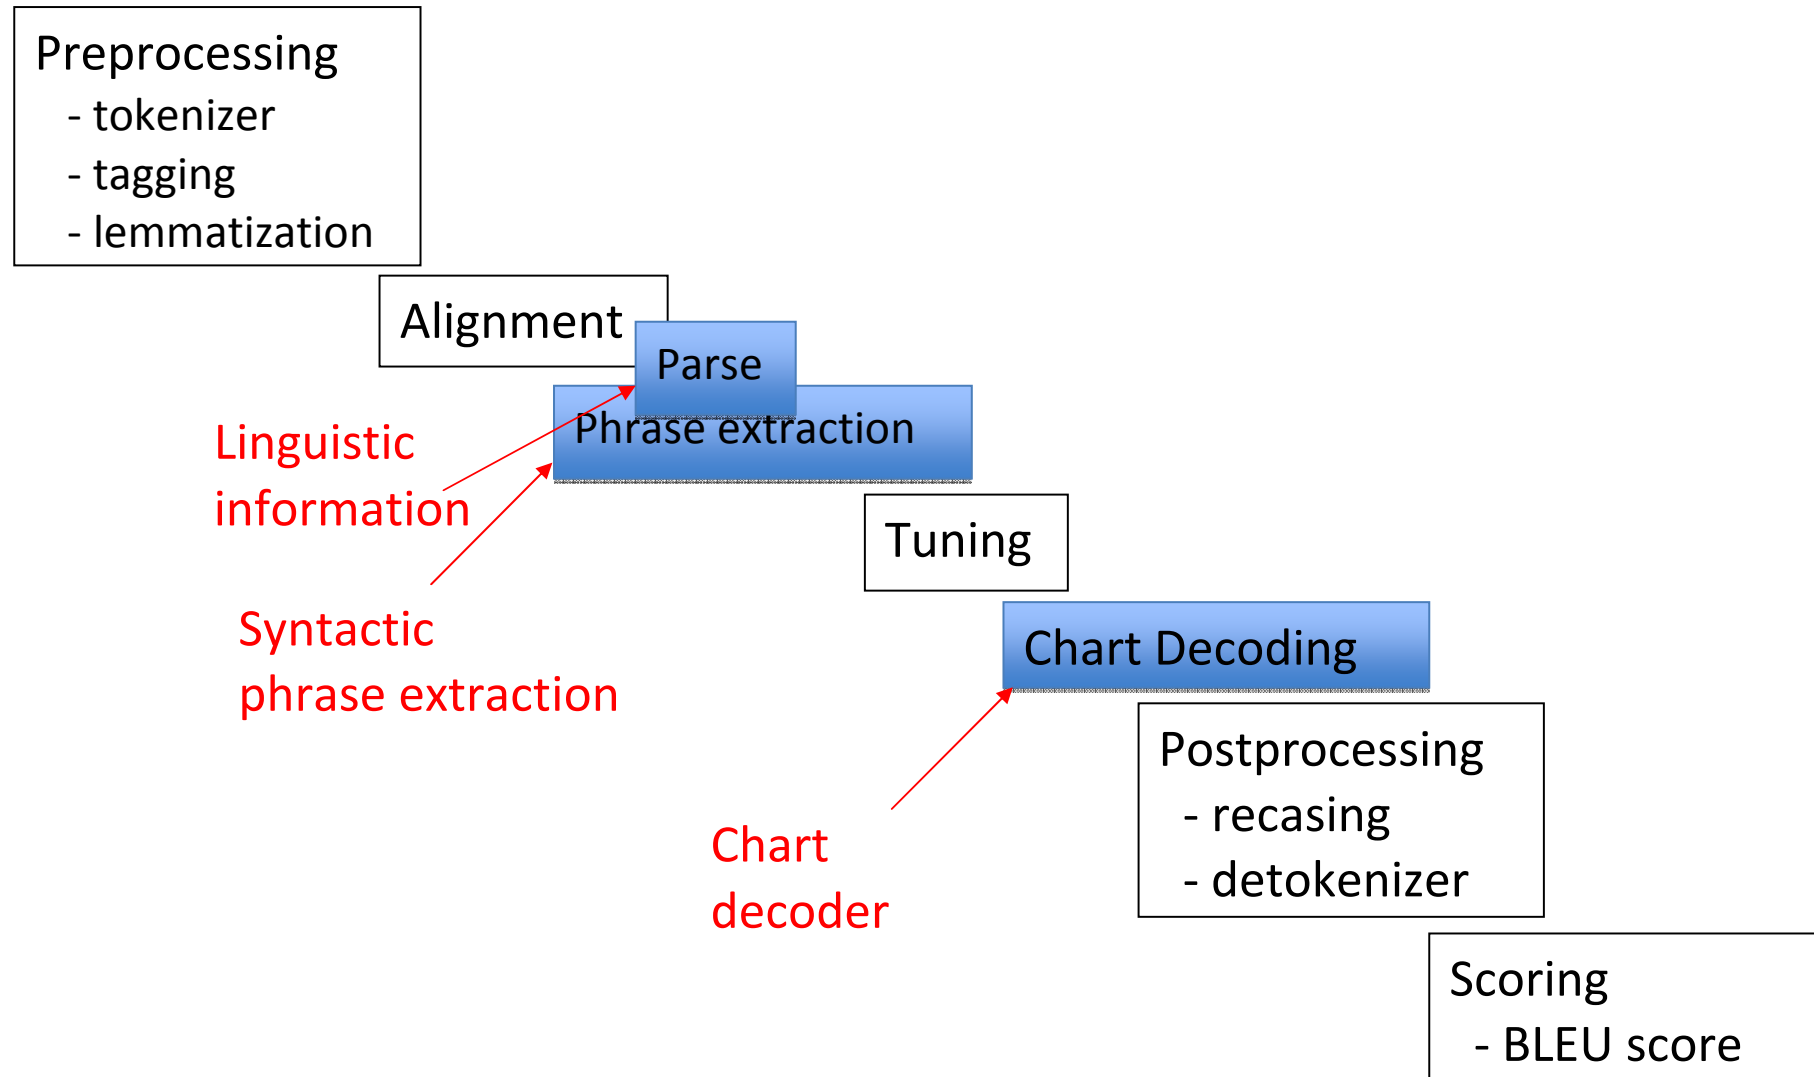 Preprocessing
- tokenizer
- tagging
- lemmatization
Alignment
Parse
Phrase extraction
Linguistic
information
Tuning
Syntactic
phrase extraction
Chart Decoding
Postprocessing
- recasing
- detokenizer
Chart
decoder
Scoring
- BLEU score